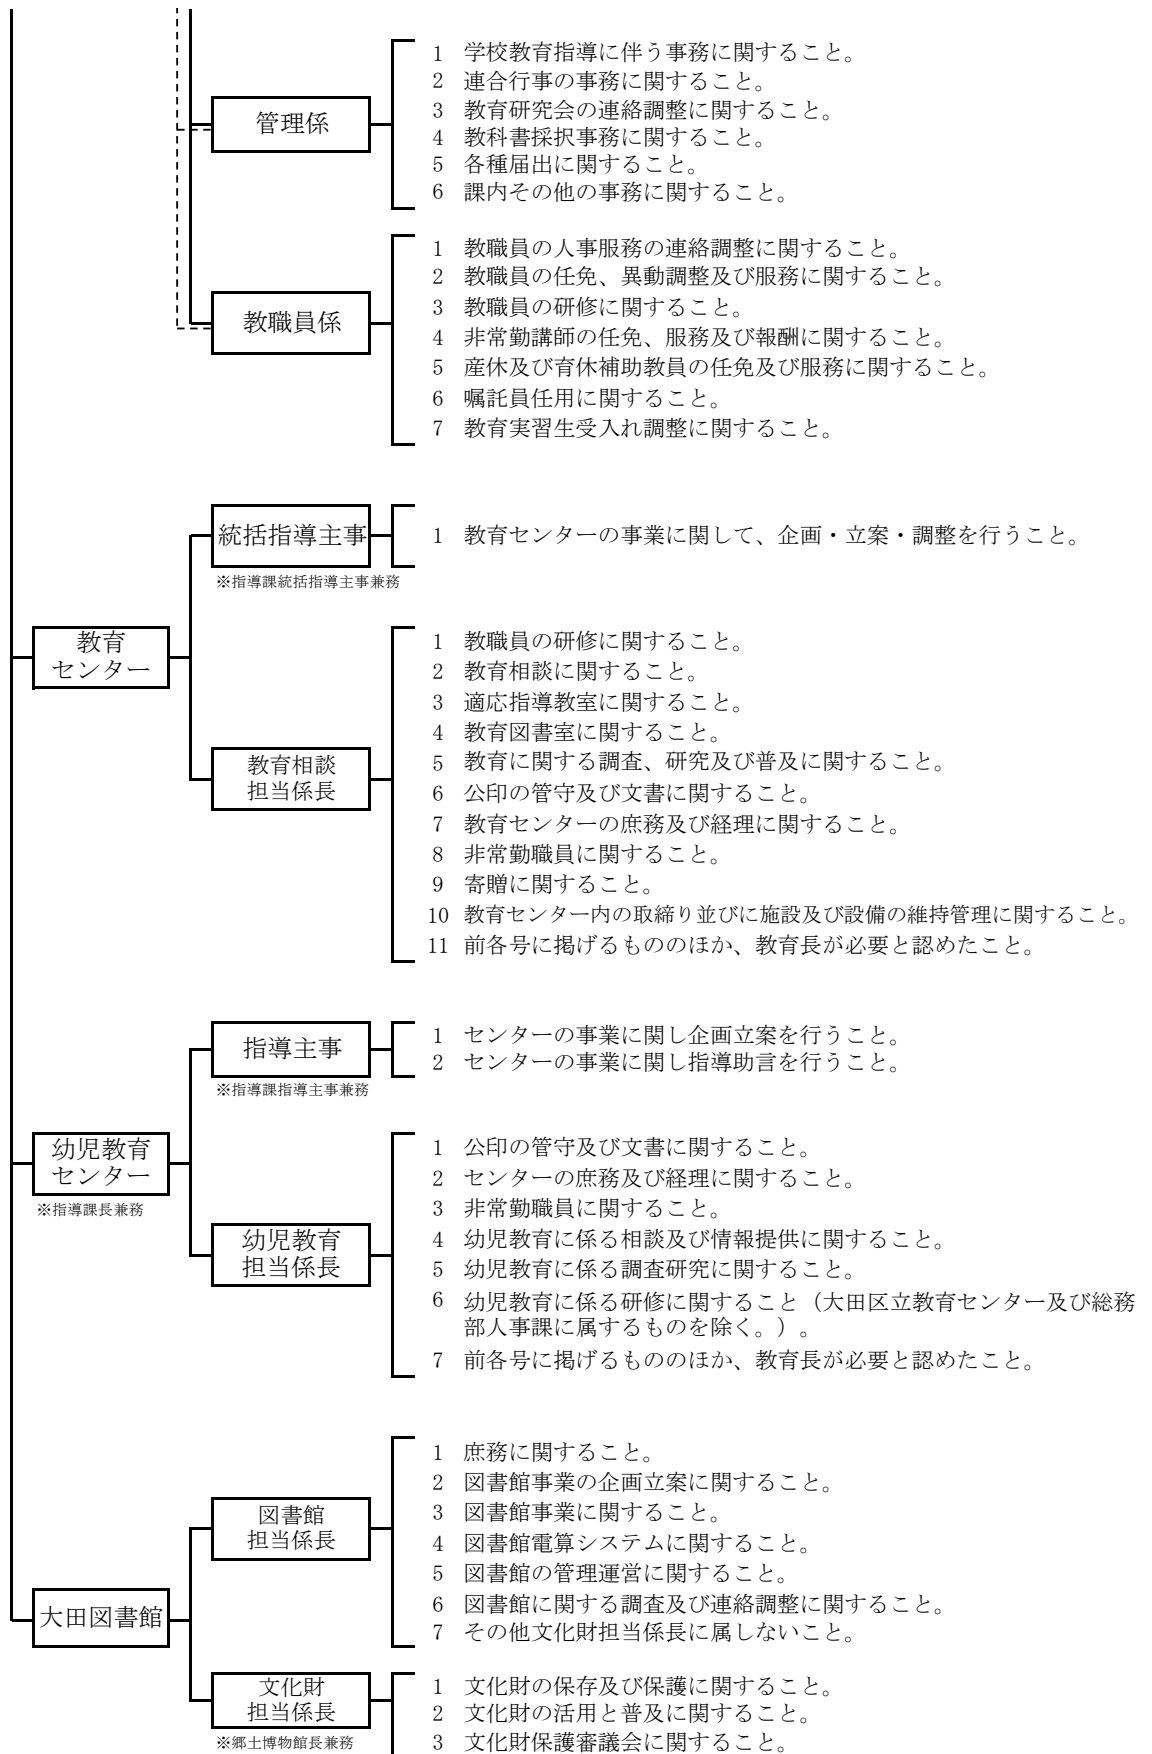 管理係
1 学校教育指導に伴う事務に関すること。
2 連合行事の事務に関すること。
3 教育研究会の連絡調整に関すること。
4 教科書採択事務に関すること。
5 各種届出に関すること。
6 課内その他の事務に関すること。
教職員係
1 教職員の人事服務の連絡調整に関すること。
2 教職員の任免、異動調整及び服務に関すること。
3 教職員の研修に関すること。
4 非常勤講師の任免、服務及び報酬に関すること。
5 産休及び育休補助教員の任免及び服務に関すること。
6 嘱託員任用に関すること。
7 教育実習生受入れ調整に関すること。
教育
センター
統括指導主事
※指導課統括指導主事兼務
1 教育センターの事業に関して、企画・立案・調整を行うこと。
教育相談
担当係長
1 教職員の研修に関すること。
2 教育相談に関すること。
3 適応指導教室に関すること。
4 教育図書室に関すること。
5 教育に関する調査、研究及び普及に関すること。
6 公印の管守及び文書に関すること。
7 教育センターの庶務及び経理に関すること。
8 非常勤職員に関すること。
9 寄贈に関すること。
10 教育センター内の取締り並びに施設及び設備の維持管理に関すること。
11 前各号に掲げるもののほか、教育長が必要と認めたこと。
幼児教育
センター
※指導課長兼務
指導主事
※指導課指導主事兼務
1 センターの事業に関し企画立案を行うこと。
2 センターの事業に関し指導助言を行うこと。
幼児教育
担当係長
1 公印の管守及び文書に関すること。
2 センターの庶務及び経理に関すること。
3 非常勤職員に関すること。
4 幼児教育に係る相談及び情報提供に関すること。
5 幼児教育に係る調査研究に関すること。
6 幼児教育に係る研修に関すること（大田区立教育センター及び総務
部人事課に属するものを除く。）。
7 前各号に掲げるもののほか、教育長が必要と認めたこと。
大田図書館
図書館
担当係長
1 庶務に関すること。
2 図書館事業の企画立案に関すること。
3 図書館事業に関すること。
4 図書館電算システムに関すること。
5 図書館の管理運営に関すること。
6 図書館に関する調査及び連絡調整に関すること。
7 その他文化財担当係長に属しないこと。
文化財
担当係長
※郷土博物館長兼務
1 文化財の保存及び保護に関すること。
2 文化財の活用と普及に関すること。
3 文化財保護審議会に関すること。